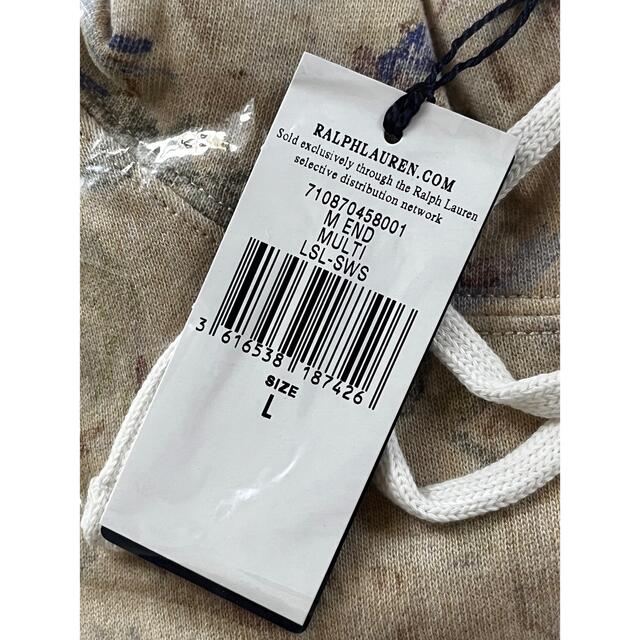 RALPHLAUREN.COM
Sold exclusively through the Ralph Lauren
selective distribution network
710870458001
M END
MULTI
LSL-SWS
3 616538 187426
SIZE
L